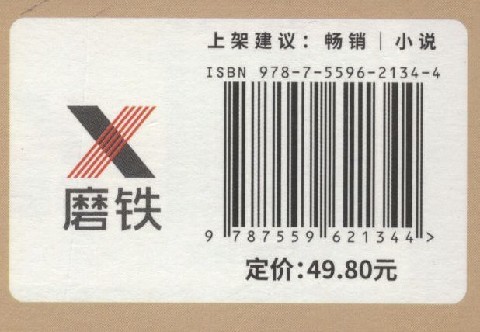 上架建议：畅销｜小说
ISBN 978-7-5596-2134-4
磨铁
9 787559 621344 >
定价：49.80元